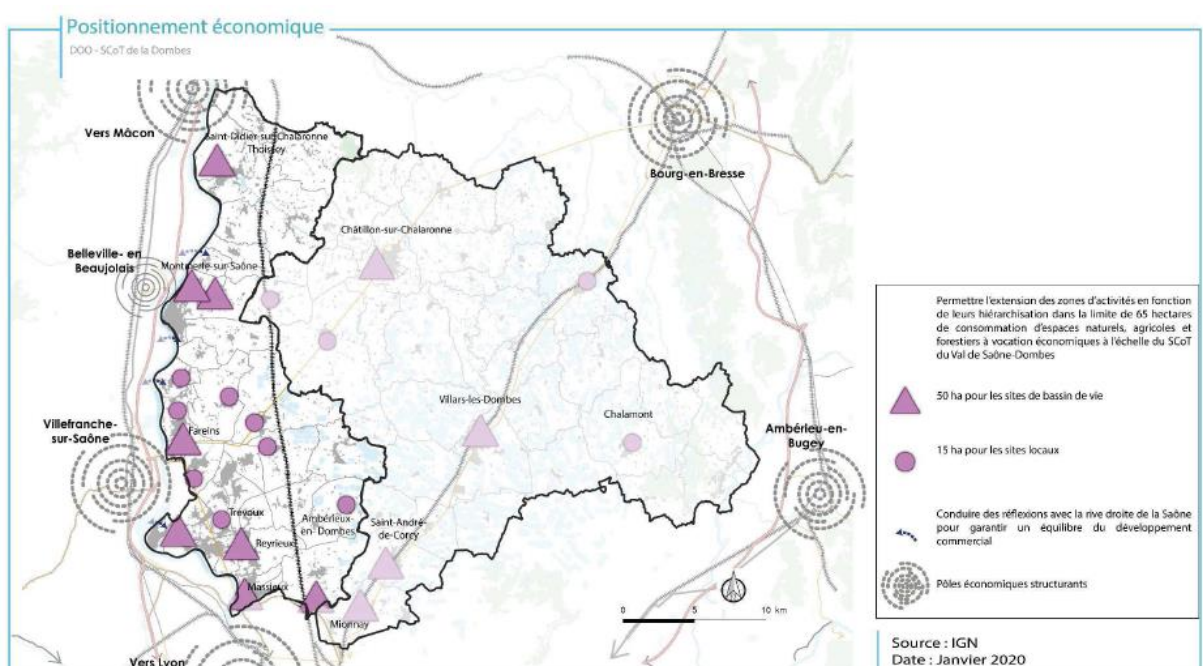 Positionnement économique
DOO - SCoT de la Dombes
Vers Mâcon
Saint-Didier-sur-Chalaronne
Thoissey
Bourg-en-Bresse
Châtillon-sur-Chalaronne
Belleville- en
Beaujolais
Montmerle-sur-Saône
Villars-les-Dombes
Chalamont
Villefranche-
sur-Saône
Fareins
Ambérieu-en-
Bugey
Trévoux
Ambérieux-
en-Dombes
Saint-André-
de-Corcy
Reyrieux
Massieux
Mionnay
Vers Lyon
0 5 10 km
Permettre l'extension des zones d'activités en fonction
de leurs hiérarchisation dans la limite de 65 hectares
de consommation d'espaces naturels, agricoles et
forestiers à vocation économiques à l'échelle du SCoT
du Val de Saône-Dombes
50 ha pour les sites de bassin de vie
15 ha pour les sites locaux
Conduire des réflexions avec la rive droite de la Saône
pour garantir un équilibre du développement
commercial
Pôles économiques structurants
Source : IGN
Date : Janvier 2020